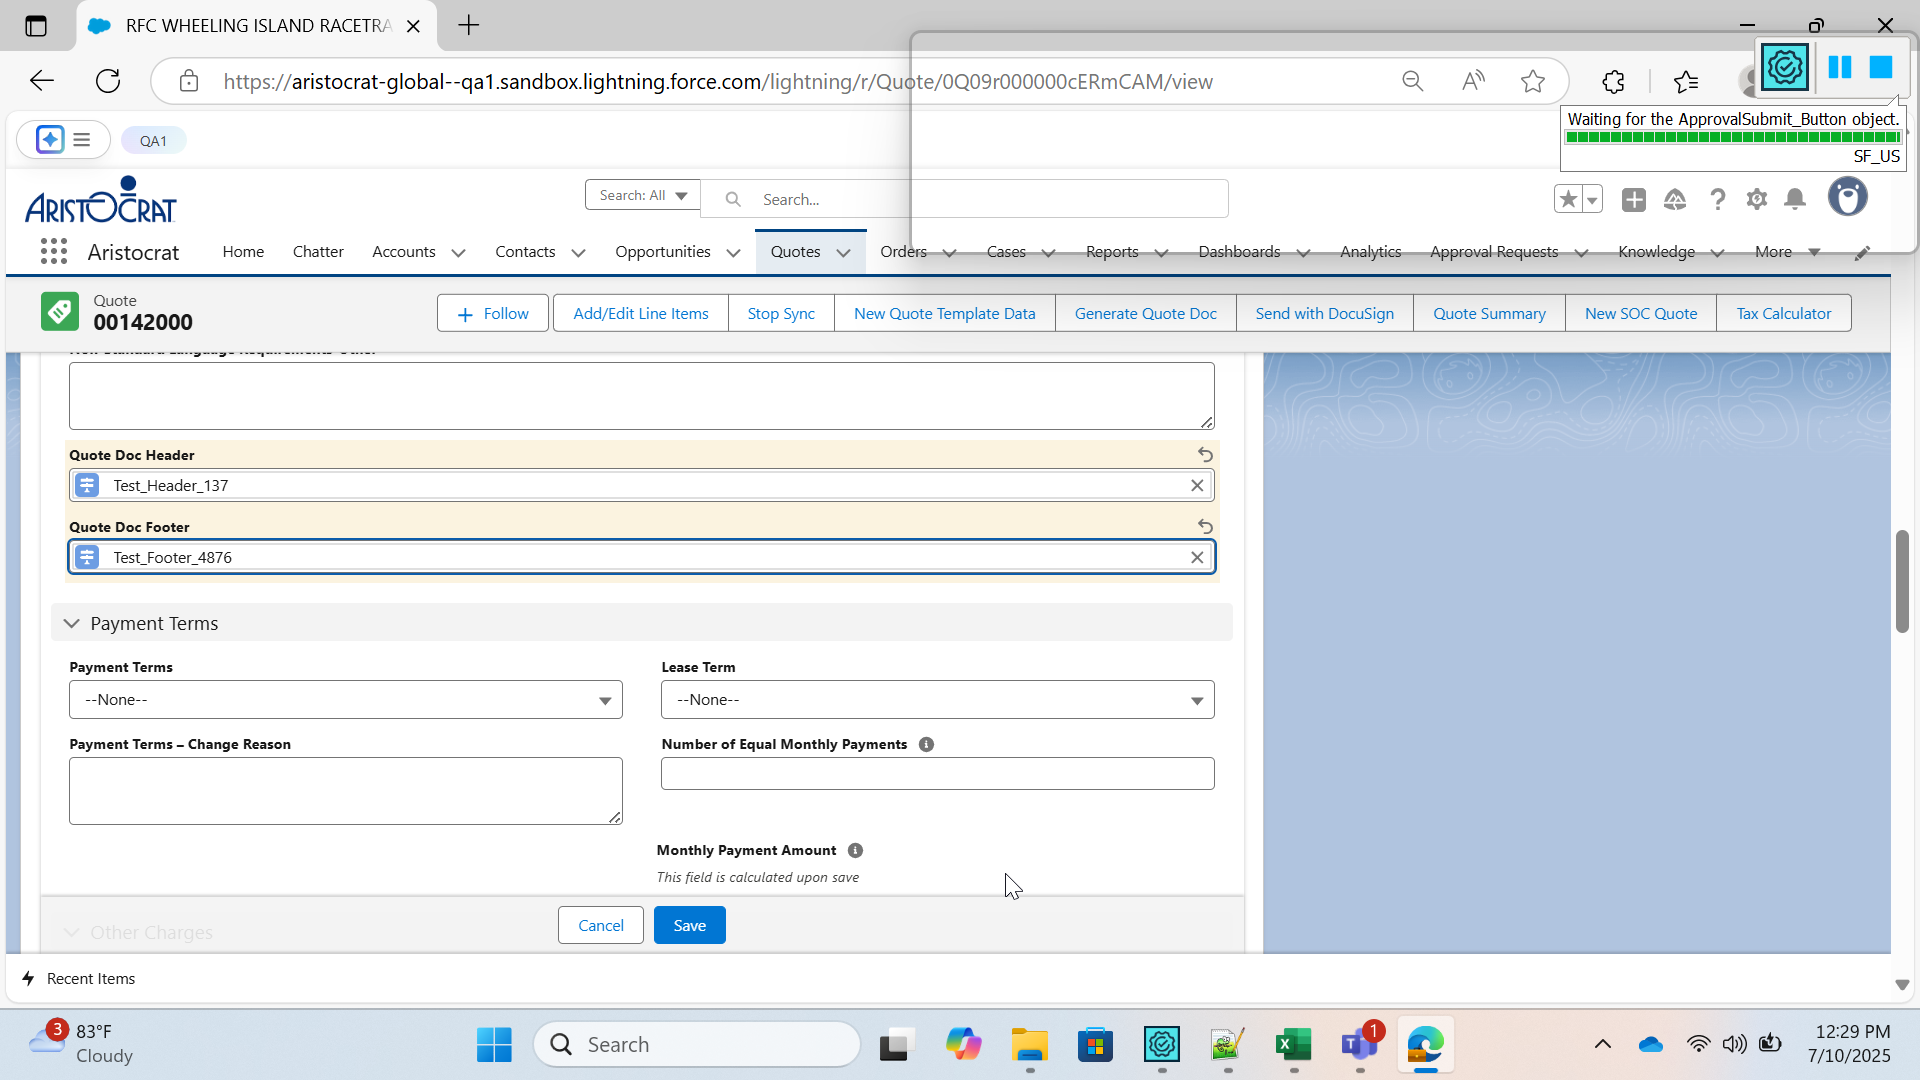 RFC WHEELING ISLAND RACETRA
https://aristocrat-global--qa1.sandbox.lightning.force.com/lightning/r/Quote/0Q09r000000cERmCAM/view
Waiting for the ApprovalSubmit_Button object.
SF_US
QA1
ARISTOCRAT
Search: All
Search...
Aristocrat
Home
Chatter
Accounts
Contacts
Opportunities
Quotes
Orders
Cases
Reports
Dashboards
Analytics
Approval Requests
Knowledge
More
Quote
00142000
Follow
Add/Edit Line Items
Stop Sync
New Quote Template Data
Generate Quote Doc
Send with DocuSign
Quote Summary
New SOC Quote
Tax Calculator
Quote Doc Header
Test_Header_137
Quote Doc Footer
Test_Footer_4876
Payment Terms
Payment Terms
--None--
Lease Term
--None--
Payment Terms – Change Reason
Number of Equal Monthly Payments
Monthly Payment Amount
This field is calculated upon save
Other Charges
Cancel
Save
Recent Items
3
83°F
Cloudy
Search
1
12:29 PM
7/10/2025